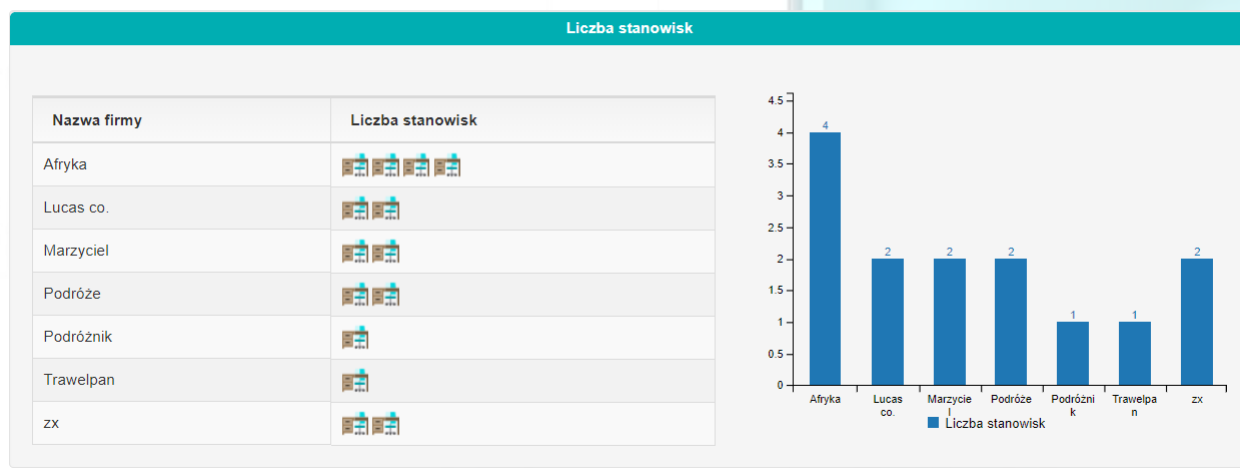 Liczba stanowisk
Nazwa firmy Liczba stanowisk
Afryka
Lucas co.
Marzyciel
Podróże
Podróżnik
Trawelpan
zx
4.5
4
3.5
3
2.5
2
1.5
1
0.5
0
4
2
2
2
1
1
2
Afryka
Lucas
co.
Marzycie
l
Podróże
Podróżni
k
Trawelpa
n
zx
Liczba stanowisk